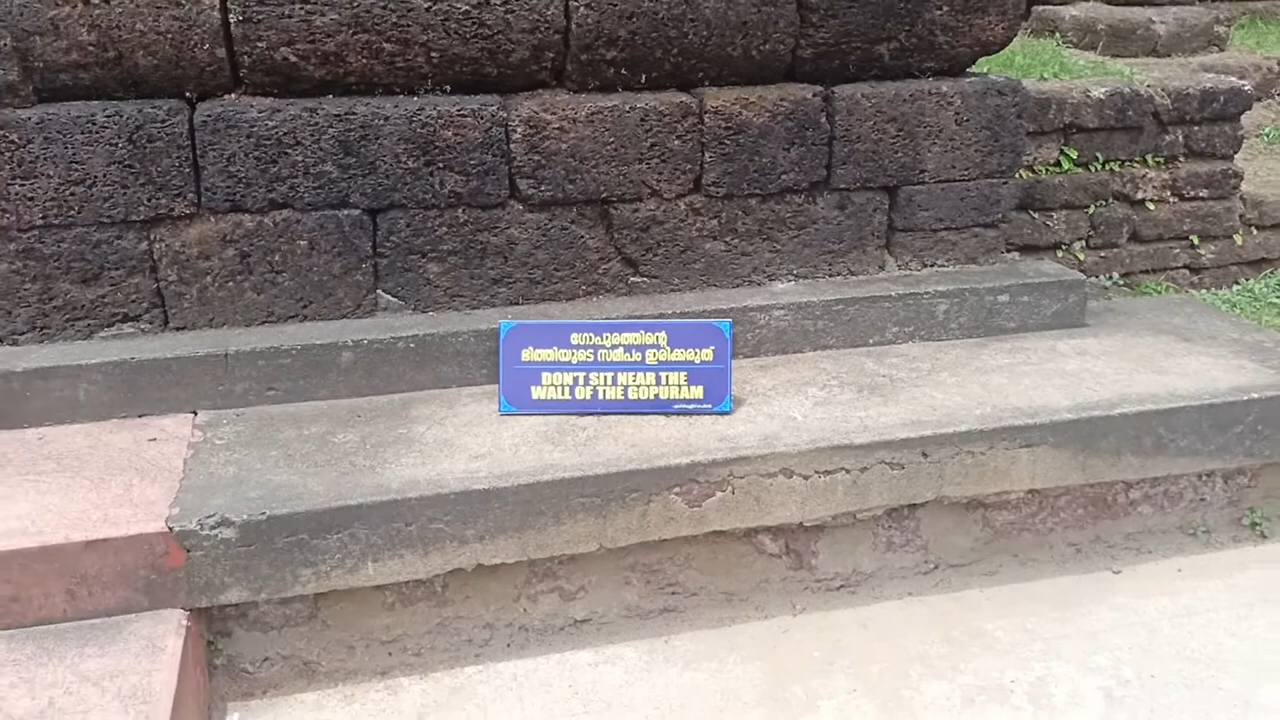 ഗോപുരത്തിന്റെ
ഭിത്തിയുടെ സമീപം ഇരിക്കരുത്
DON'T SIT NEAR THE
WALL OF THE GOPURAM